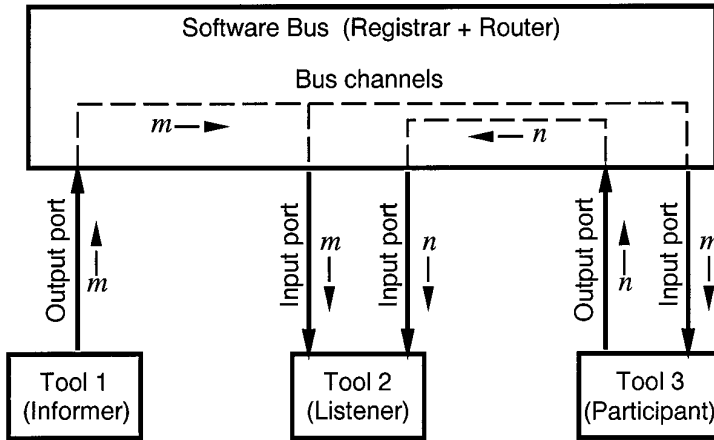 Software Bus (Registrar + Router)
Bus channels
m
n
Output port
m
Input port
m
Input port
n
Output port
n
Input port
m
Tool 1
(Informer)
Tool 2
(Listener)
Tool 3
(Participant)